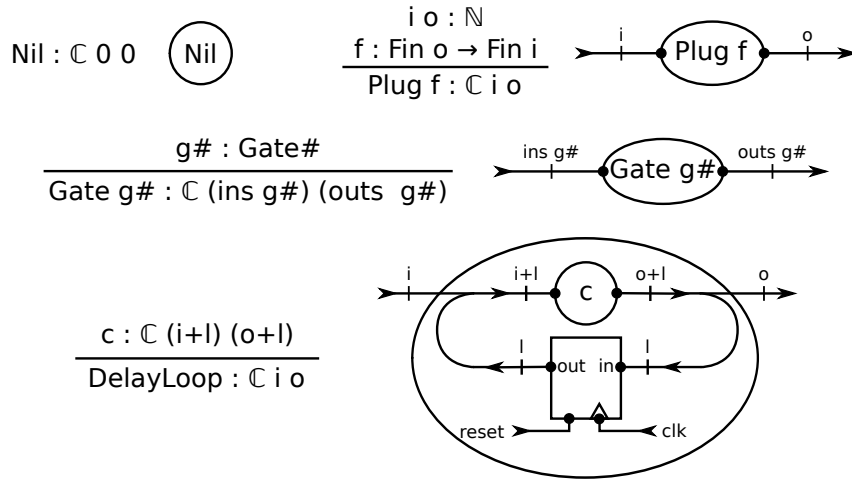 Nil : ℂ 0 0
Nil
i o : ℕ
f : Fin o → Fin i
Plug f : ℂ i o
i
Plug f
o
g# : Gate#
Gate g# : ℂ (ins g#) (outs g#)
ins g#
Gate g#
outs g#
c : ℂ (i+l) (o+l)
DelayLoop : ℂ i o
i
i+l
c
o+l
o
l
l
out
in
reset
clk